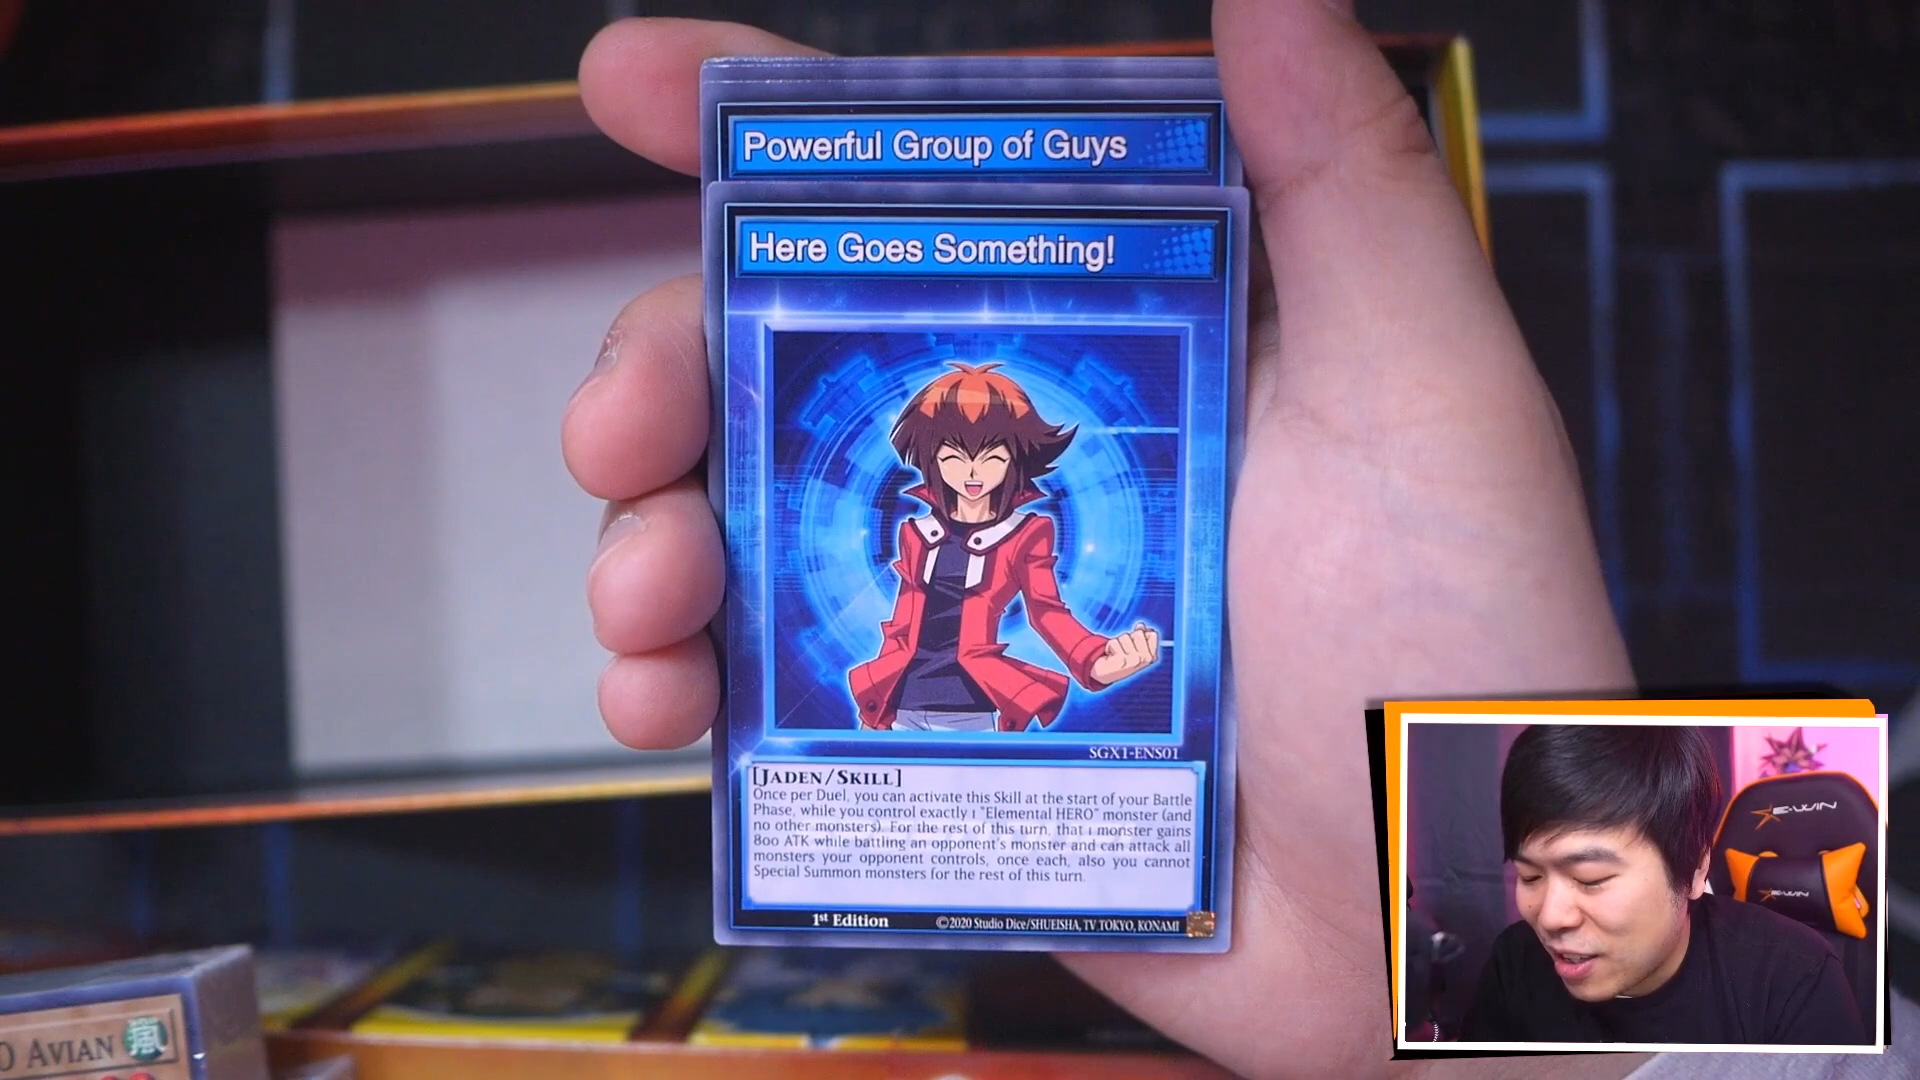 Powerful Group of Guys
Here Goes Something!
SGX1-ENS01
[JADEN/SKILL]
Once per Duel, you can activate this Skill at the start of your Battle
Phase, while you control exactly 1 "Elemental HERO" monster (and
no other monsters). For the rest of this turn, that 1 monster gains
800 ATK while battling an opponent's monster and can attack all
monsters your opponent controls, once each, also you cannot
Special Summon monsters for the rest of this turn.
1st Edition
©2020 Studio Dice/SHUEISHA, TV TOKYO, KONAMI
AVIAN
E-WIN
E-WIN